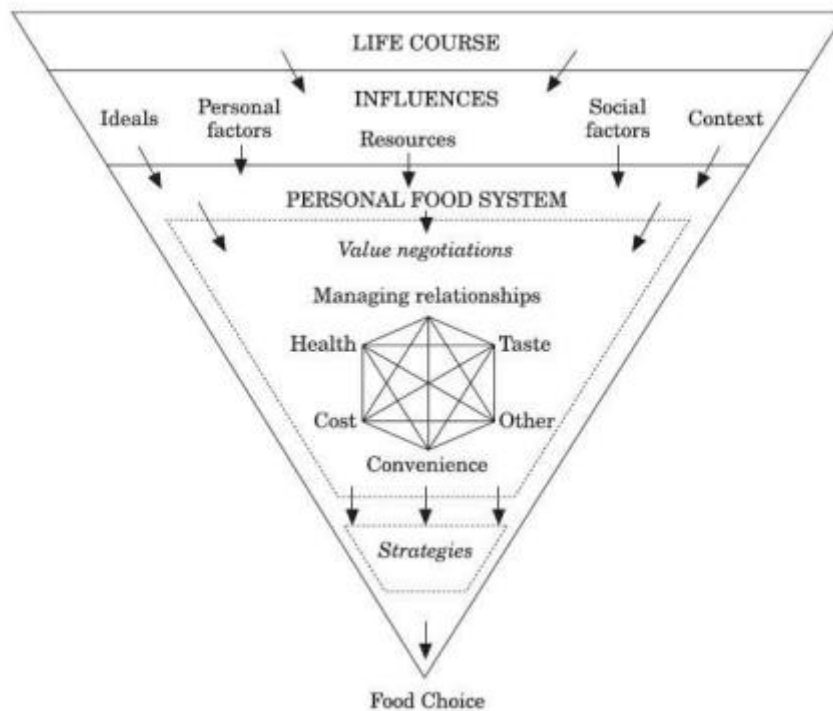 LIFE COURSE
INFLUENCES
Ideals
Personal
factors
Resources
Social
factors
Context
PERSONAL FOOD SYSTEM
Value negotiations
Managing relationships
Health
Taste
Cost
Other
Convenience
Strategies
Food Choice